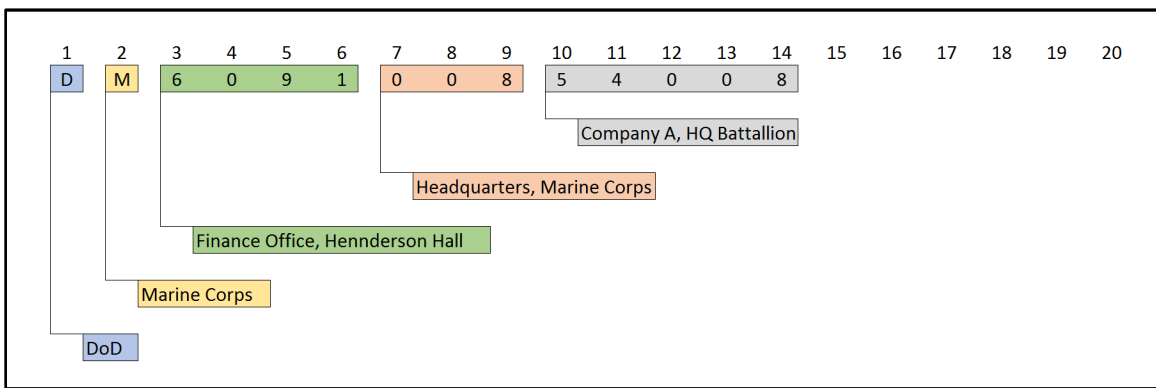 1 2 3 4 5 6 7 8 9 10 11 12 13 14 15 16 17 18 19 20
D M 6 0 9 1 0 0 8 5 4 0 0 8
Company A, HQ Battallion
Headquarters, Marine Corps
Finance Office, Hennderson Hall
Marine Corps
DoD